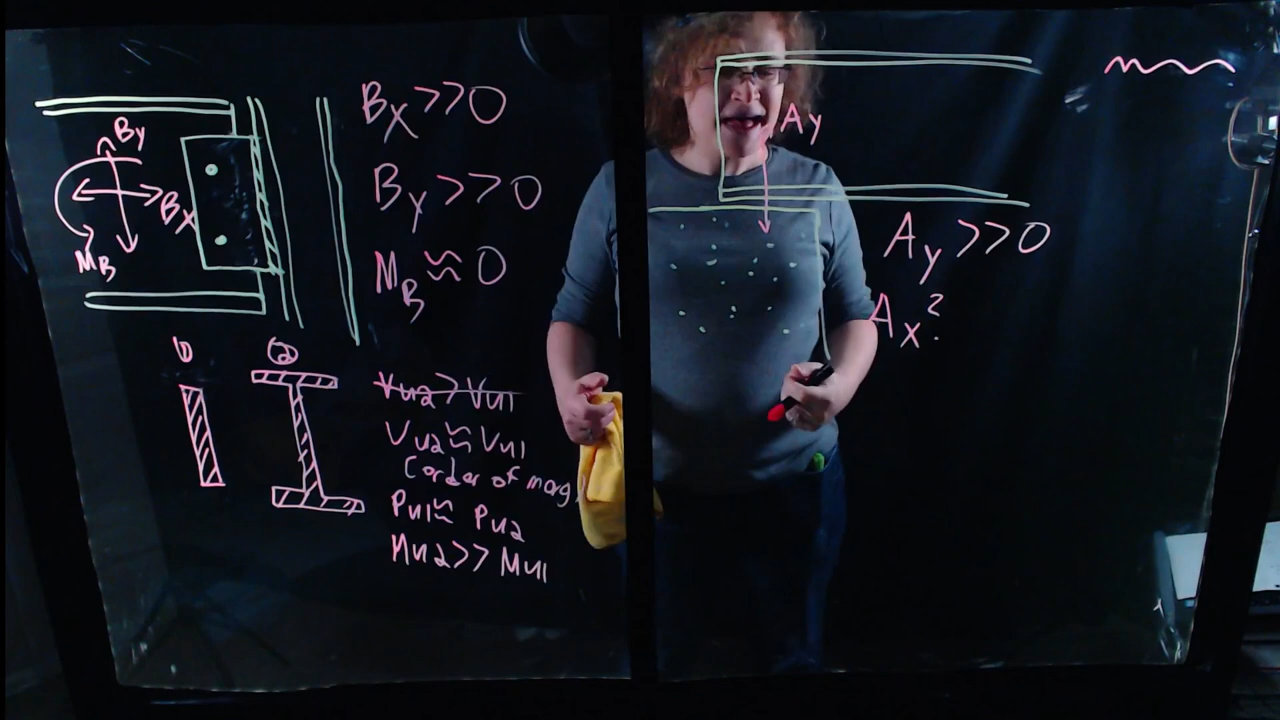 By
Bx
MB
Bx >> 0
By >> 0
MB ≈ 0
① ②
Vu2 > Vu1
Vu2 ≈ Vu1
(order of mag)
Pu1 ≈ Pu2
Mu2 >> Mu1
Ay
Ay >> 0
Ax?